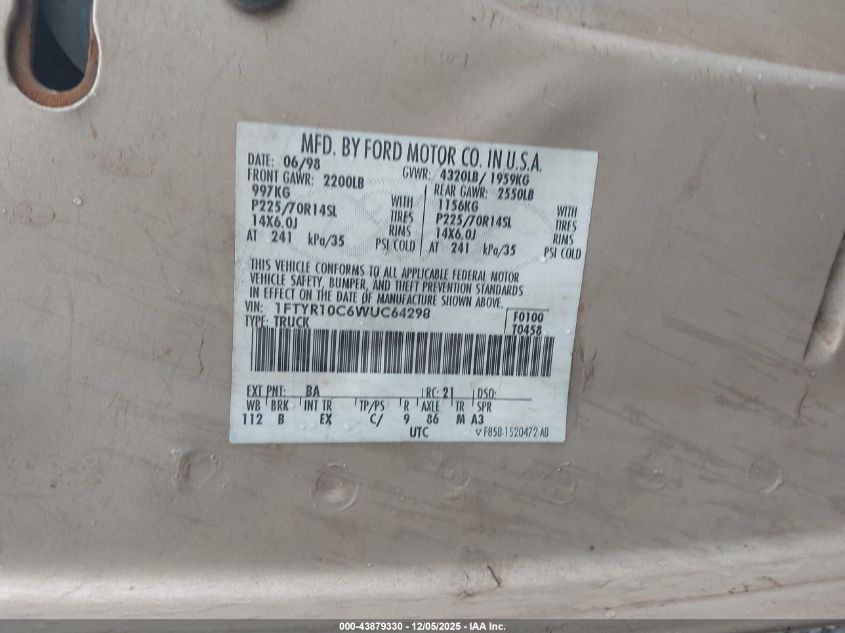 MFD. BY FORD MOTOR CO. IN U.S.A.
DATE: 06/98 GVWR: 4320LB/ 1959KG
FRONT GAWR: 2200LB REAR GAWR: 2550LB
997KG WITH 1156KG WITH
P225/70R14SL TIRES P225/70R14SL TIRES
14X6.0J RIMS 14X6.0J RIMS
AT 241 kPa/35 PSI COLD AT 241 kPa/35 PSI COLD
THIS VEHICLE CONFORMS TO ALL APPLICABLE FEDERAL MOTOR
VEHICLE SAFETY, BUMPER, AND THEFT PREVENTION STANDARDS
IN EFFECT ON THE DATE OF MANUFACTURE SHOWN ABOVE.
VIN: 1FTYR10C6WUC64298 F0100
TYPE: TRUCK T0458
EXT PNT: BA RC: 21 DSO:
WB BRK INT TR TP/PS R AXLE TR SPR
112 B EX C/ 9 86 M A3
UTC ▽ F85B-1520472-AB
000-43879330 - 12/05/2025 - IAA Inc.